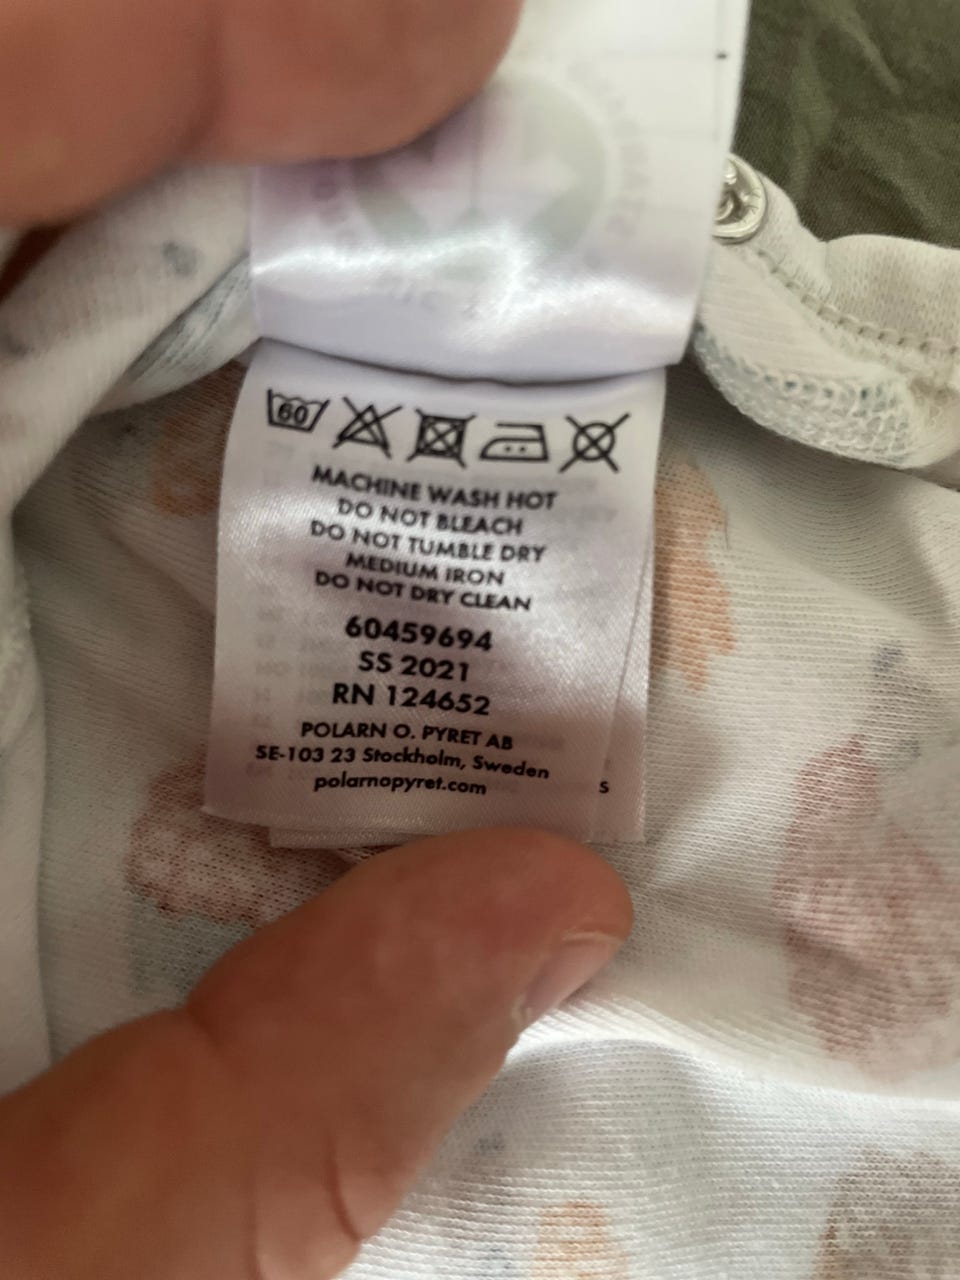 60
MACHINE WASH HOT
DO NOT BLEACH
DO NOT TUMBLE DRY
MEDIUM IRON
DO NOT DRY CLEAN
60459694
SS 2021
RN 124652
POLARN O. PYRET AB
SE-103 23 Stockholm, Sweden
polarnopyret.com
s